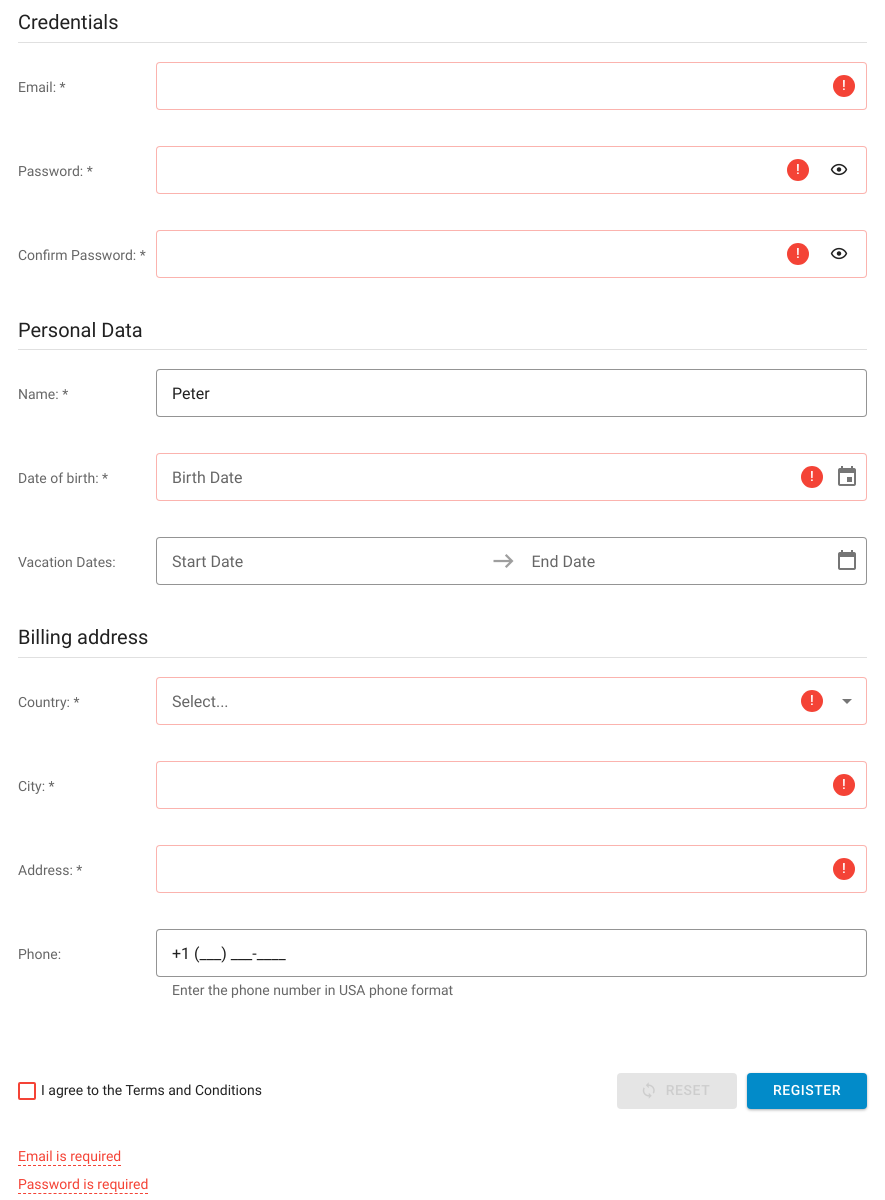 Credentials
Email: *
Password: *
Confirm Password: *
Personal Data
Name: * Peter
Date of birth: * Birth Date
Vacation Dates: Start Date End Date
Billing address
Country: * Select...
City: *
Address: *
Phone: +1 (___) ___-____
Enter the phone number in USA phone format
I agree to the Terms and Conditions RESET REGISTER
Email is required
Password is required